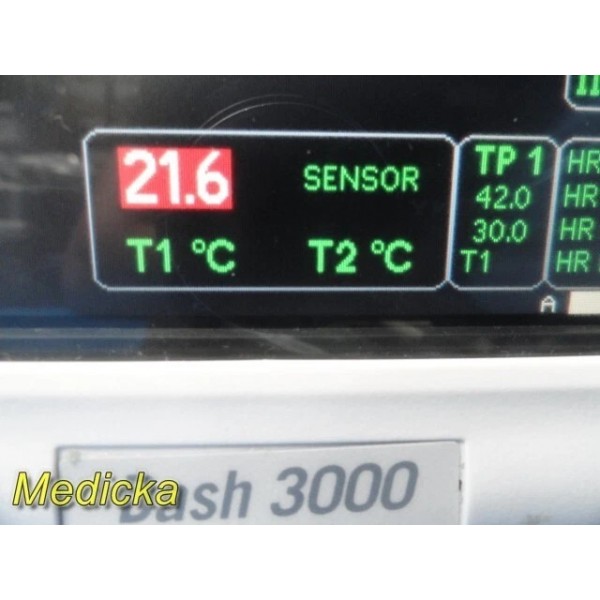 21.6 SENSOR
T1 °C T2 °C
TP 1
42.0
30.0
T1
HR
HR
HR
HR
A
Medicka
Dash 3000